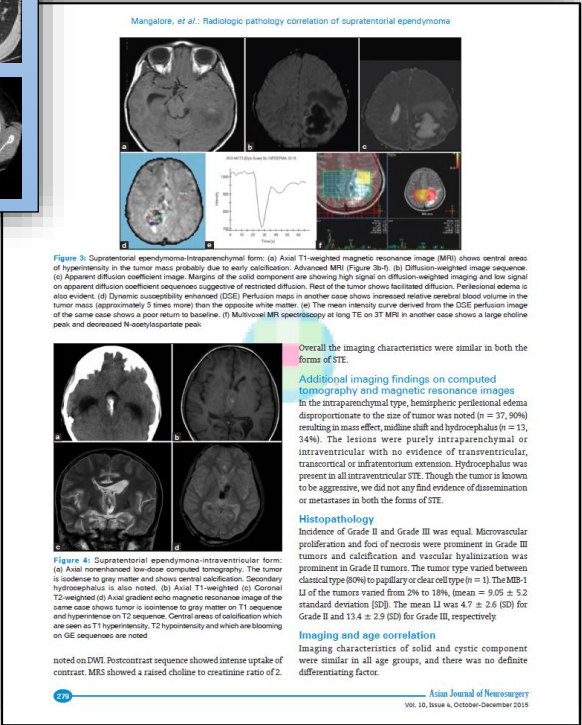 Mangalore, et al.: Radiologic pathology correlation of supratentorial ependymoma
a
b
c
d
e
f
Figure 3: Supratentorial ependymoma-Intraparenchymal form: (a) Axial T1-weighted magnetic resonance image (MRI) shows central areas
of hyperintensity in the tumor mass probably due to early calcification. Advanced MRI (Figure 3b-f). (b) Diffusion-weighted image sequence.
(c) Apparent diffusion coefficient image. Margins of the solid component are showing high signal on diffusion-weighted imaging and low signal
on apparent diffusion coefficient sequences suggestive of restricted diffusion. Rest of the tumor shows facilitated diffusion. Perilesional edema is
also evident. (d) Dynamic susceptibility enhanced (DSE) Perfusion maps in another case shows increased relative cerebral blood volume in the
tumor mass (approximately 5 times more) than the opposite white matter. (e) The mean intensity curve derived from the DSE perfusion image
of the same case shows a poor return to baseline. (f) Multivoxel MR spectroscopy at long TE on 3T MRI in another case shows a large choline
peak and decreased N-acetylaspartate peak
a
b
c
d
Figure 4: Supratentorial ependymoma-intraventricular form:
(a) Axial nonenhanced low-dose computed tomography. The tumor
is isodense to gray matter and shows central calcification. Secondary
hydrocephalus is also noted. (b) Axial T1-weighted (c) Coronal
T2-weighted (d) Axial gradient echo magnetic resonance image of the
same case shows tumor is isointense to gray matter on T1 sequence
and hyperintense on T2 sequence. Central areas of calcification which
are seen as T1 hyperintensity, T2 hypointensity and which are blooming
on GE sequences are noted
noted on DWI. Postcontrast sequence showed intense uptake of
contrast. MRS showed a raised choline to creatinine ratio of 2.
Overall the imaging characteristics were similar in both the
forms of STE.
Additional imaging findings on computed
tomography and magnetic resonance images
In the intraparenchymal type, hemispheric perilesional edema
disproportionate to the size of tumor was noted (n = 37, 90%)
resulting in mass effect, midline shift and hydrocephalus (n = 13,
34%). The lesions were purely intraparenchymal or
intraventricular with no evidence of transventricular,
transcortical or infratentorium extension. Hydrocephalus was
present in all intraventricular STE. Though the tumor is known
to be aggressive, we did not any find evidence of dissemination
or metastases in both the forms of STE.
Histopathology
Incidence of Grade II and Grade III was equal. Microvascular
proliferation and foci of necrosis were prominent in Grade III
tumors and calcification and vascular hyalinization was
prominent in Grade II tumors. The tumor type varied between
classical type (80%) to papillary or clear cell type (n = 1). The MIB-1
LI of the tumors varied from 2% to 18%, (mean = 9.05 ± 5.2
standard deviation [SD]). The mean LI was 4.7 ± 2.6 (SD) for
Grade II and 13.4 ± 2.9 (SD) for Grade III, respectively.
Imaging and age correlation
Imaging characteristics of solid and cystic component
were similar in all age groups, and there was no definite
differentiating factor.
279
Asian Journal of Neurosurgery
Vol. 10, Issue 4, October-December 2015